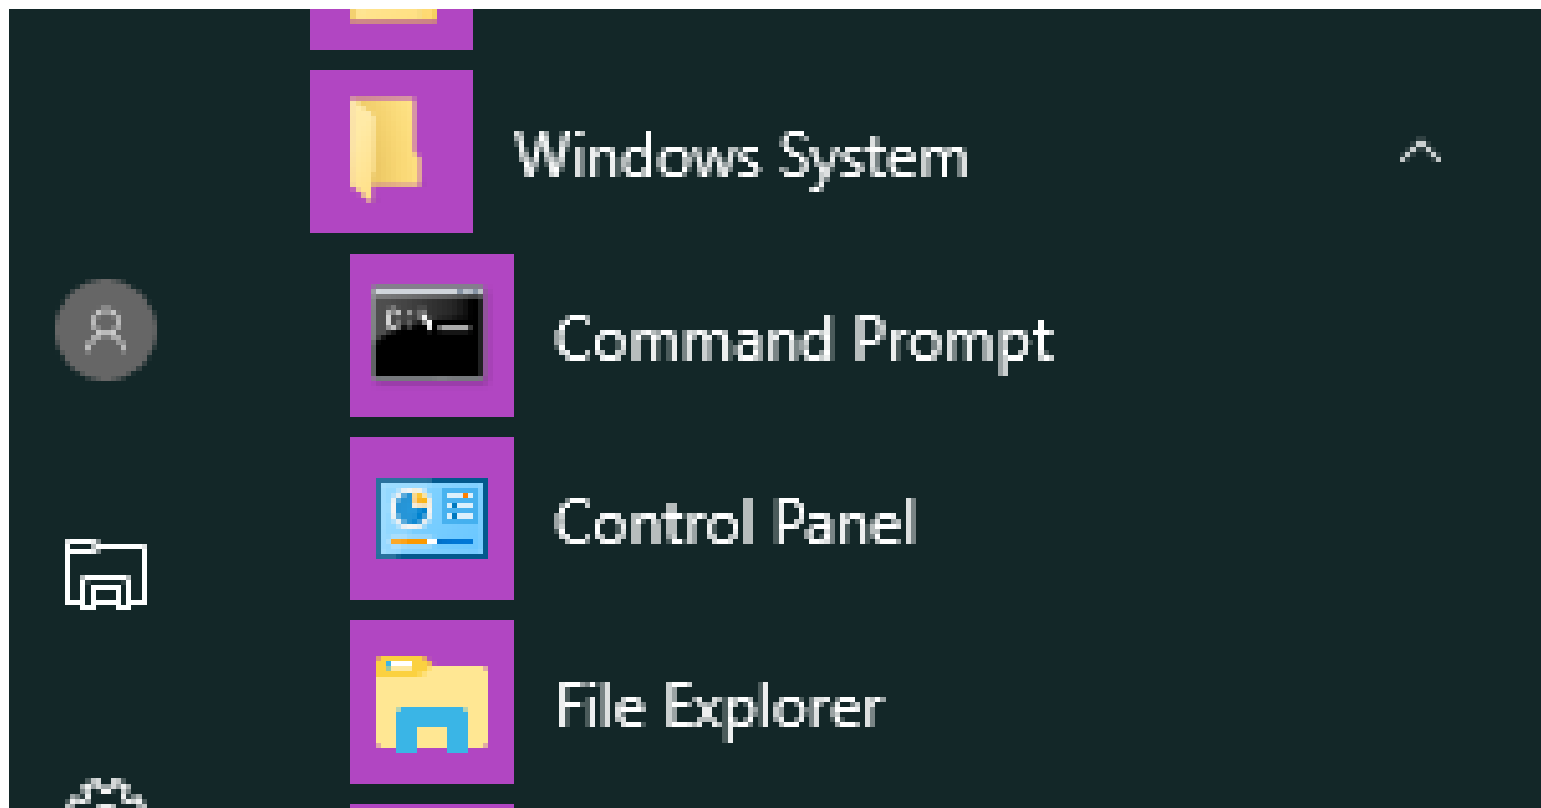 Windows System
Command Prompt
Control Panel
File Explorer